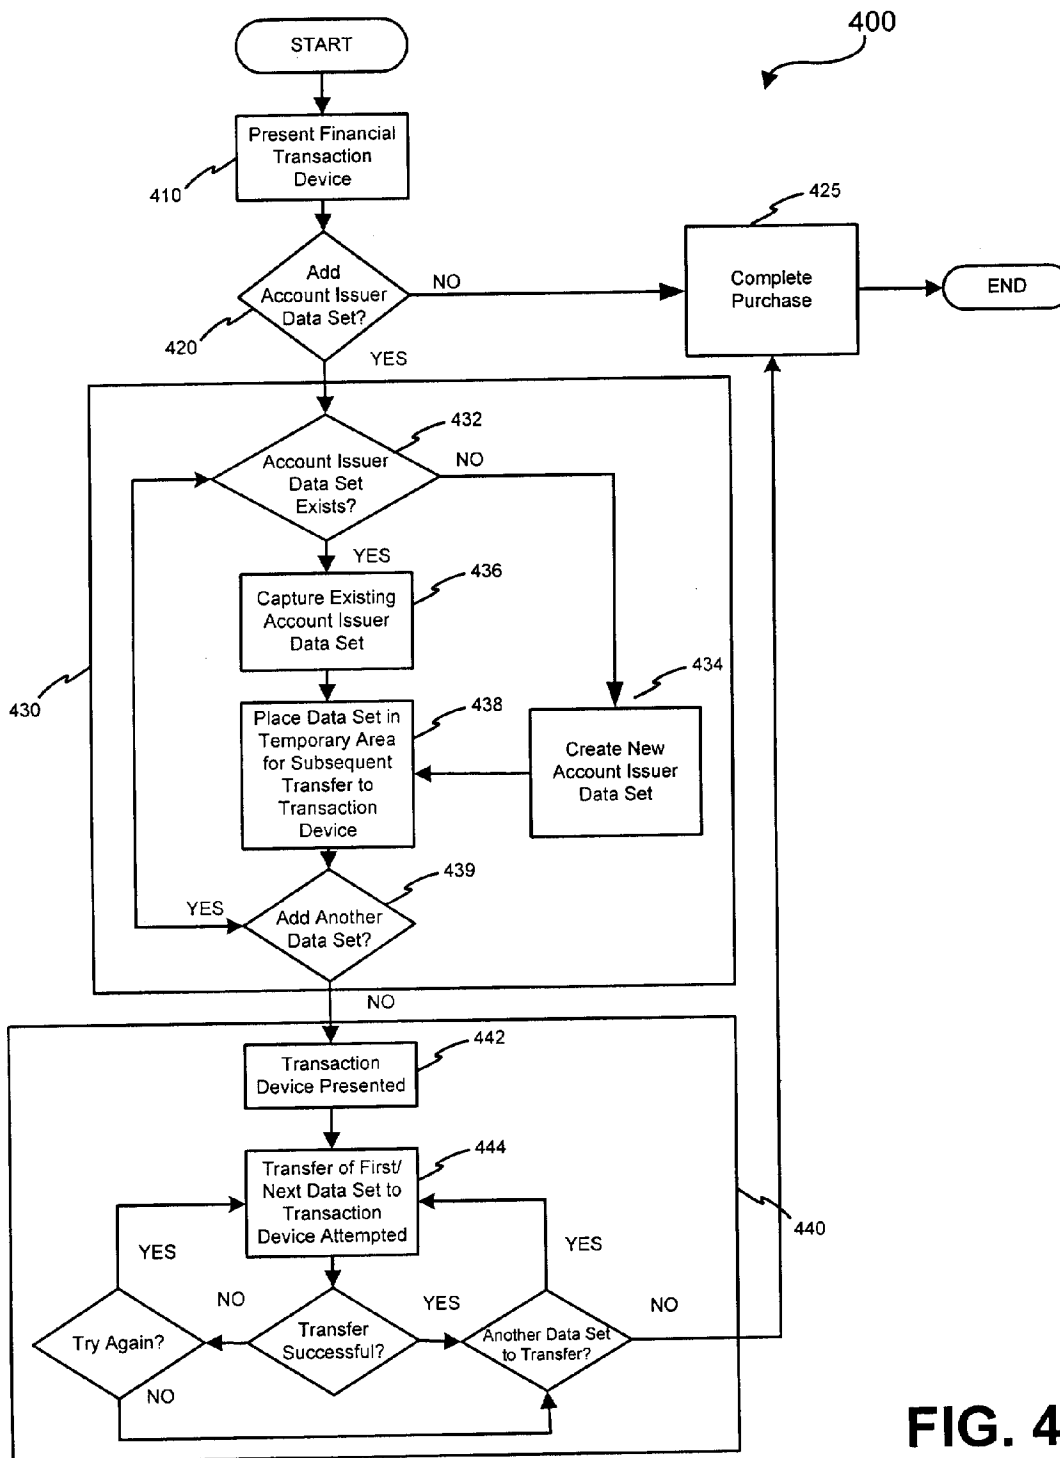 400
START
Present Financial
Transaction
Device
410
425
Add
Account Issuer
Data Set?
NO
Complete
Purchase
END
420
YES
432
Account Issuer
Data Set
Exists?
NO
YES
436
Capture Existing
Account Issuer
Data Set
434
430
438
Place Data Set in
Temporary Area
for Subsequent
Transfer to
Transaction
Device
Create New
Account Issuer
Data Set
439
YES
Add Another
Data Set?
NO
442
Transaction
Device Presented
444
Transfer of First/
Next Data Set to
Transaction
Device Attempted
440
YES
YES
NO
YES
NO
Try Again?
Transfer
Successful?
Another Data Set
to Transfer?
NO
FIG. 4